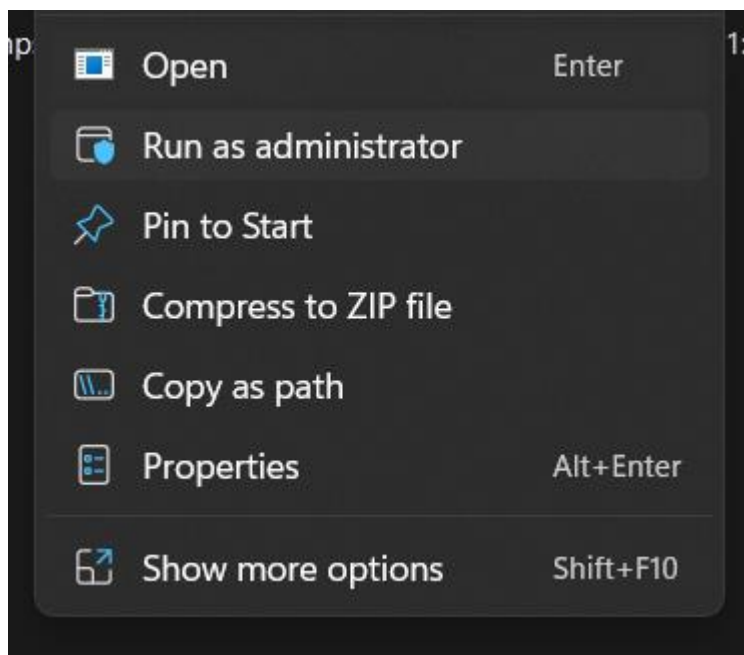 Open Enter
Run as administrator
Pin to Start
Compress to ZIP file
Copy as path
Properties Alt+Enter
Show more options Shift+F10